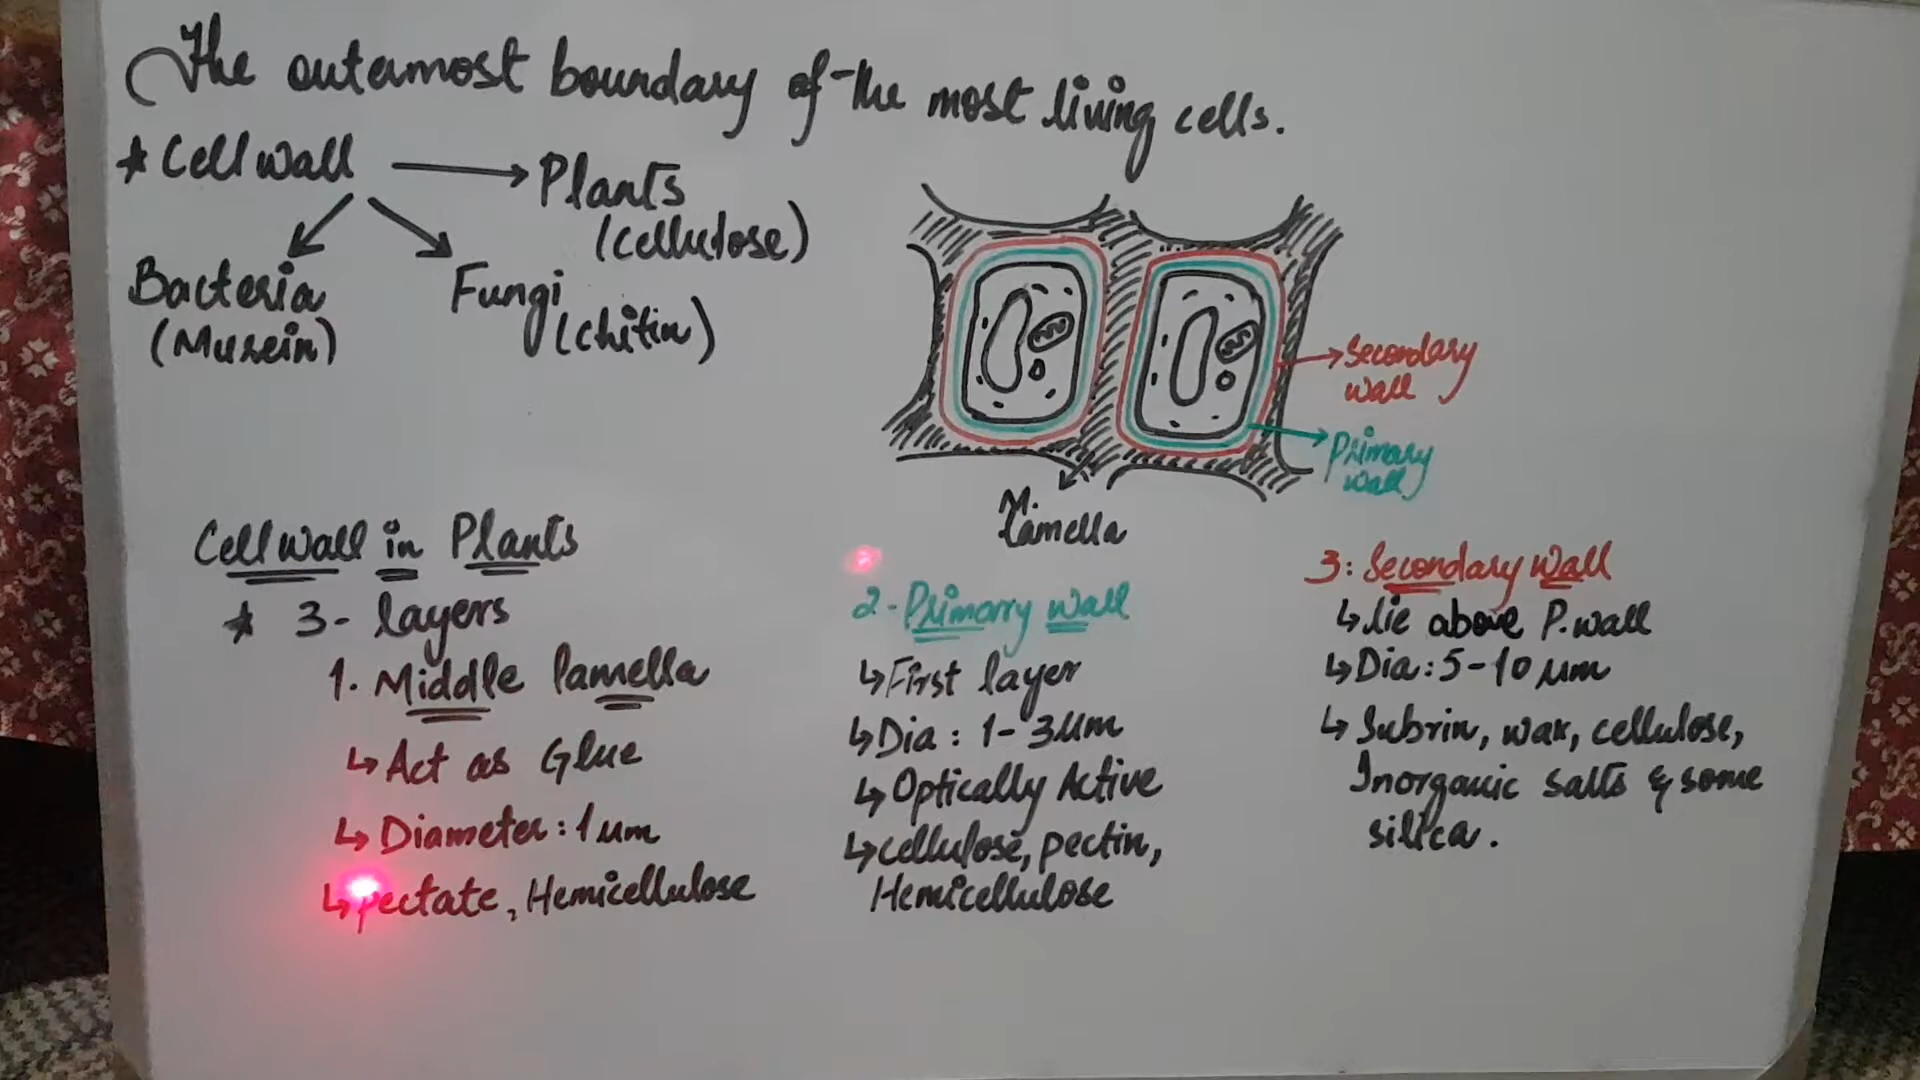 The outermost boundary of the most living cells.
* Cell wall → Plants
(Cellulose)
Bacteria
(Murein)
Fungi
(Chitin)
Secondary
wall
Primary
wall
M.
Lamella
Cell wall in Plants
* 3- layers
1. Middle lamella
↳ Act as Glue
↳ Diameter: 1 um
↳ Pectate, Hemicellulose
2- Primary wall
↳ First layer
↳ Dia: 1-3 um
↳ Optically Active
↳ cellulose, pectin,
Hemicellulose
3: Secondary Wall
↳ lie above P. wall
↳ Dia: 5-10 µm
↳ Subrin, wax, cellulose,
Inorganic salts & some
silica.